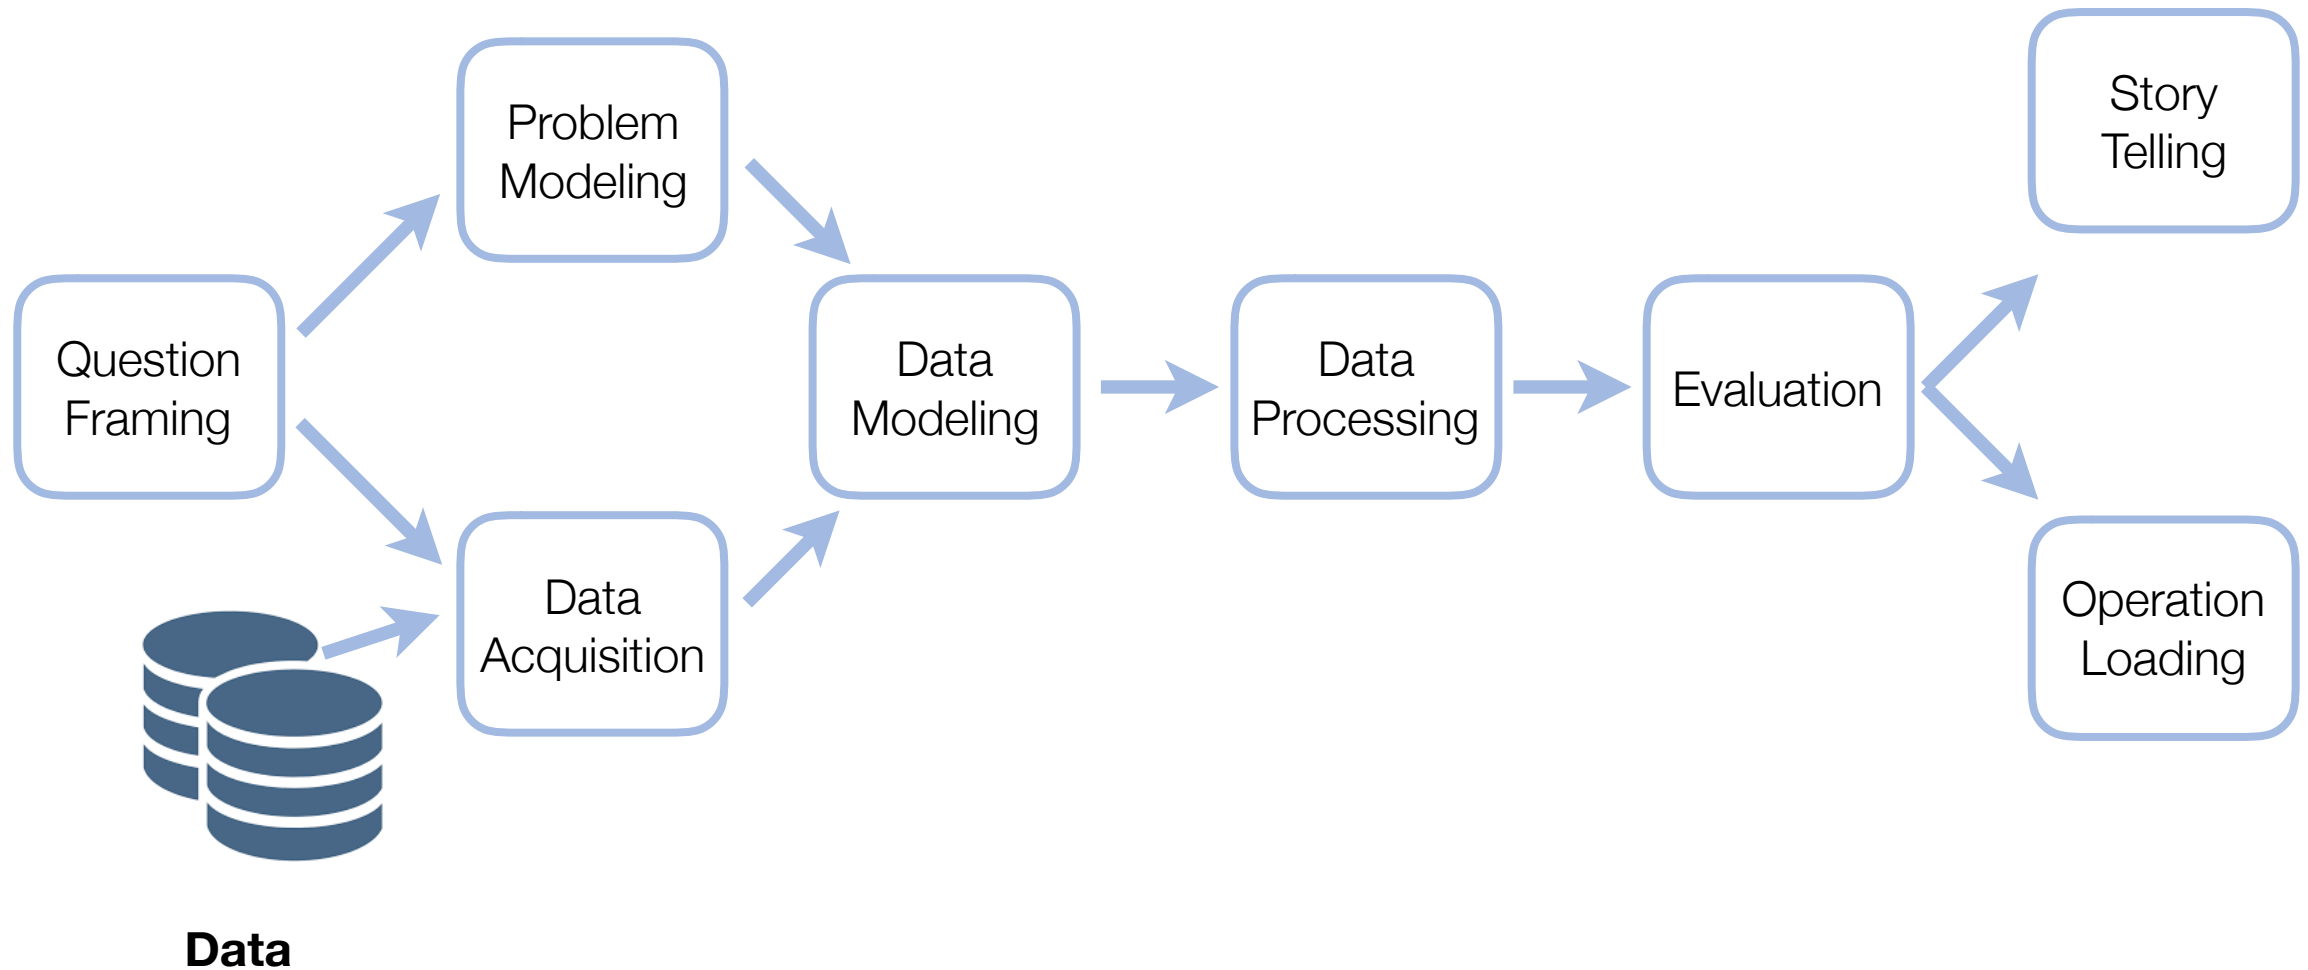 Question
Framing
Problem
Modeling
Data
Acquisition
Data
Data
Modeling
Data
Processing
Evaluation
Story
Telling
Operation
Loading